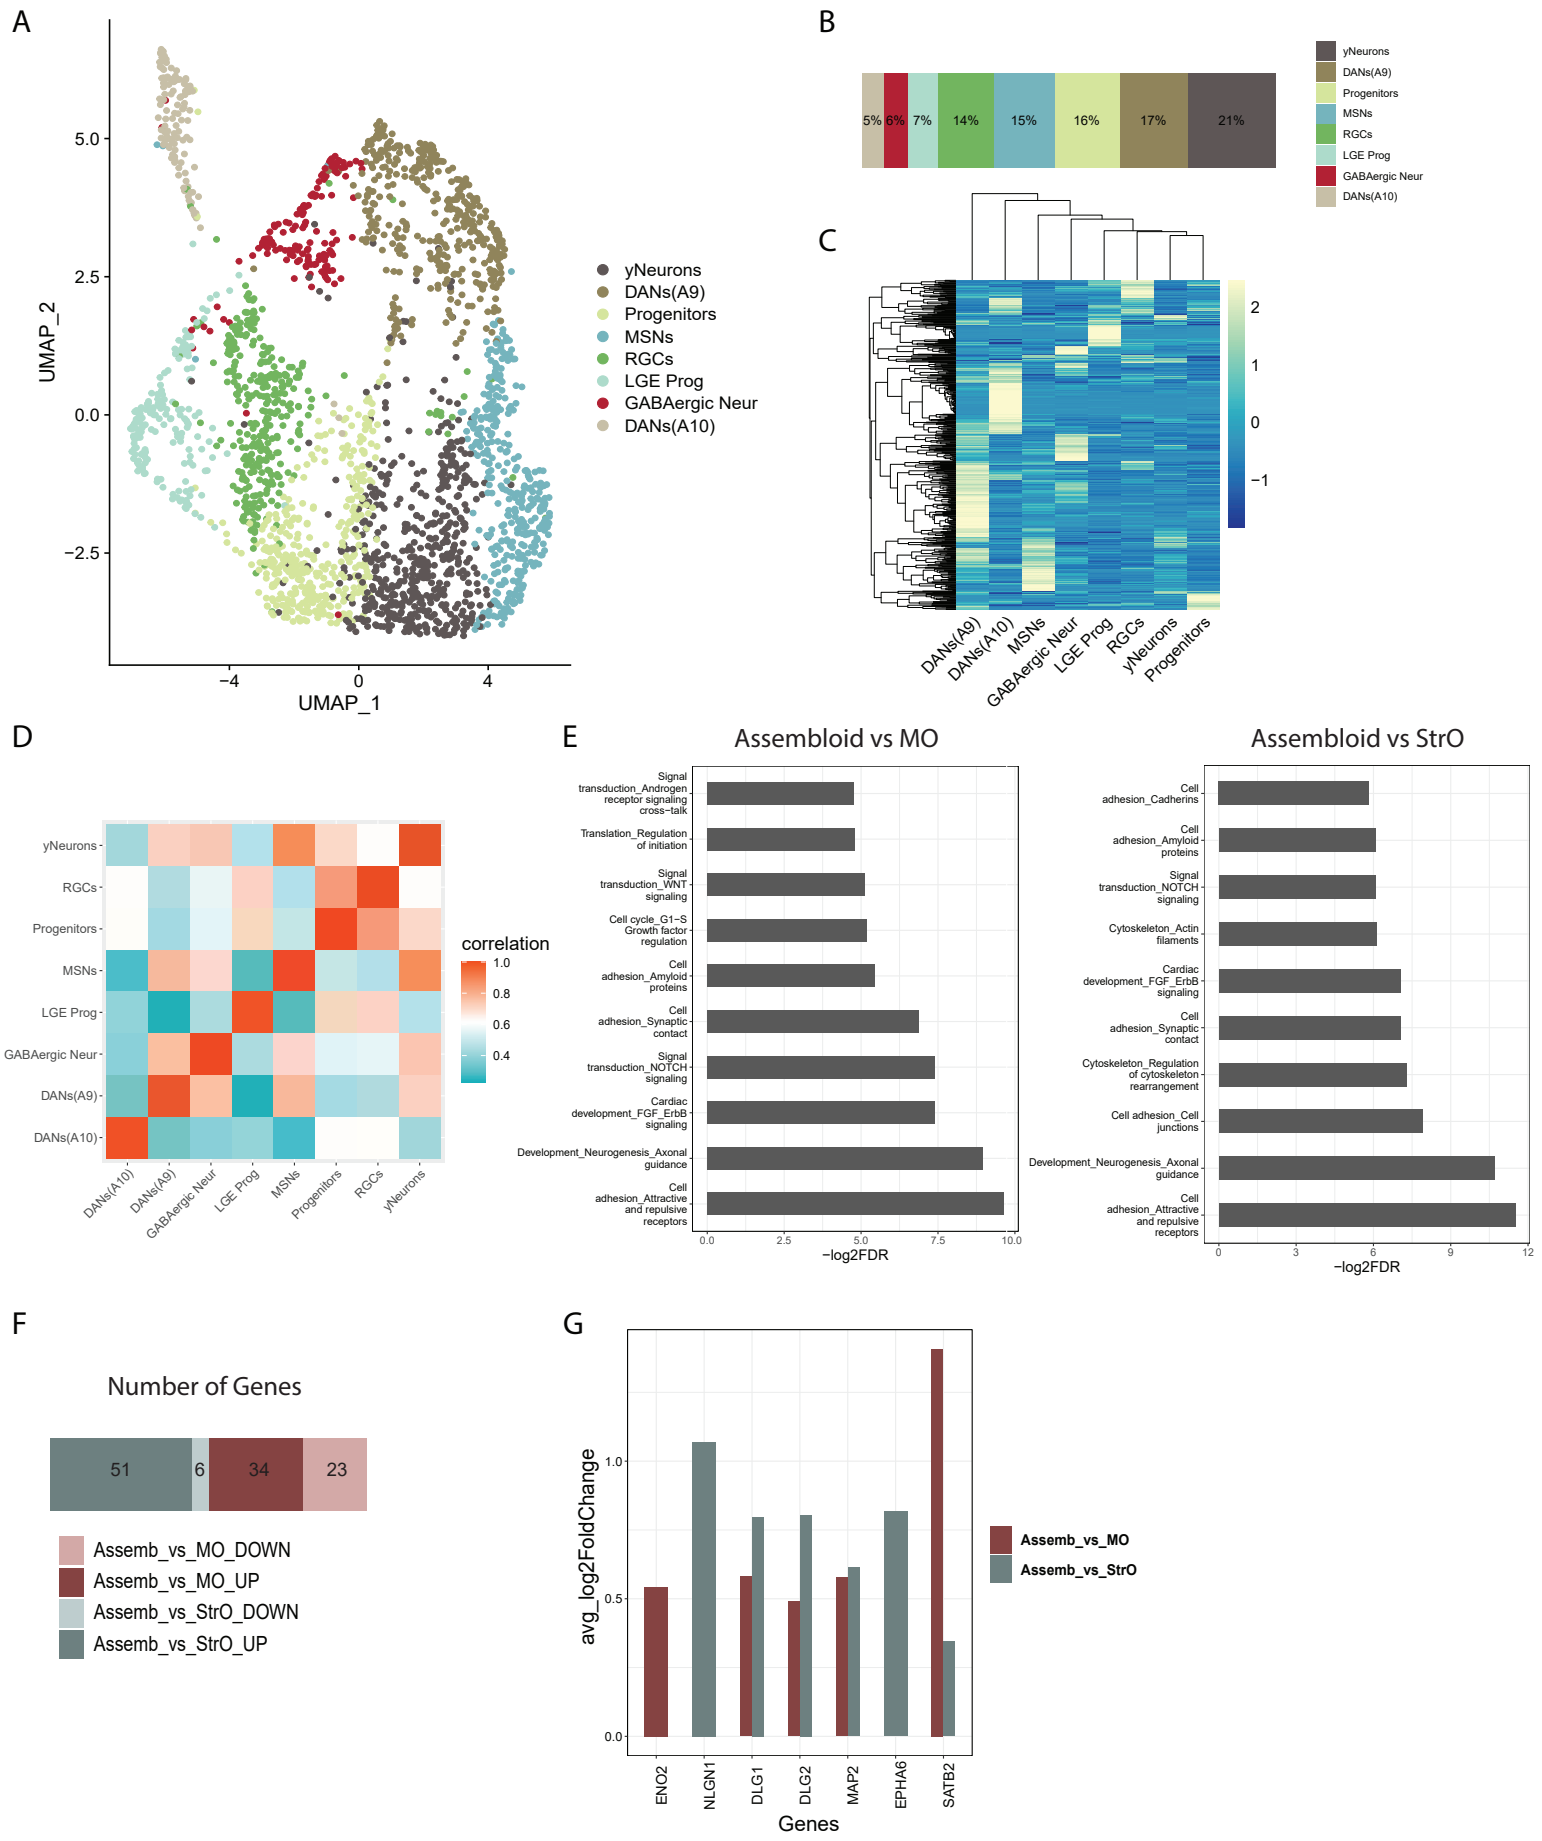 A
UMAP_2
5.0
2.5
0.0
−2.5
−4
0
4
UMAP_1
yNeurons
DANs(A9)
Progenitors
MSNs
RGCs
LGE Prog
GABAergic Neur
DANs(A10)
B
5%
6%
7%
14%
15%
16%
17%
21%
yNeurons
DANs(A9)
Progenitors
MSNs
RGCs
LGE Prog
GABAergic Neur
DANs(A10)
C
2
1
0
−1
DANs(A9)
DANs(A10)
MSNs
GABAergic Neur
LGE Prog
RGCs
yNeurons
Progenitors
D
yNeurons
RGCs
Progenitors
MSNs
LGE Prog
GABAergic Neur
DANs(A9)
DANs(A10)
DANs(A10)
DANs(A9)
GABAergic Neur
LGE Prog
MSNs
Progenitors
RGCs
yNeurons
correlation
1.0
0.8
0.6
0.4
E
Assembloid vs MO
Signal
transduction_Androgen
receptor signaling
cross−talk
Translation_Regulation
of initiation
Signal
transduction_WNT
signaling
Cell cycle_G1−S
Growth factor
regulation
Cell
adhesion_Amyloid
proteins
Cell
adhesion_Synaptic
contact
Signal
transduction_NOTCH
signaling
Cardiac
development_FGF_ErbB
signaling
Development_Neurogenesis_Axonal
guidance
Cell
adhesion_Attractive
and repulsive
receptors
0.0
2.5
5.0
7.5
10.0
−log2FDR
Assembloid vs StrO
Cell
adhesion_Cadherins
Cell
adhesion_Amyloid
proteins
Signal
transduction_NOTCH
signaling
Cytoskeleton_Actin
filaments
Cardiac
development_FGF_ErbB
signaling
Cell
adhesion_Synaptic
contact
Cytoskeleton_Regulation
of cytoskeleton
rearrangement
Cell adhesion_Cell
junctions
Development_Neurogenesis_Axonal
guidance
Cell
adhesion_Attractive
and repulsive
receptors
0
3
6
9
12
−log2FDR
F
Number of Genes
51
6
34
23
Assemb_vs_MO_DOWN
Assemb_vs_MO_UP
Assemb_vs_StrO_DOWN
Assemb_vs_StrO_UP
G
avg_log2FoldChange
1.0
0.5
0.0
ENO2
NLGN1
DLG1
DLG2
MAP2
EPHA6
SATB2
Genes
Assemb_vs_MO
Assemb_vs_StrO